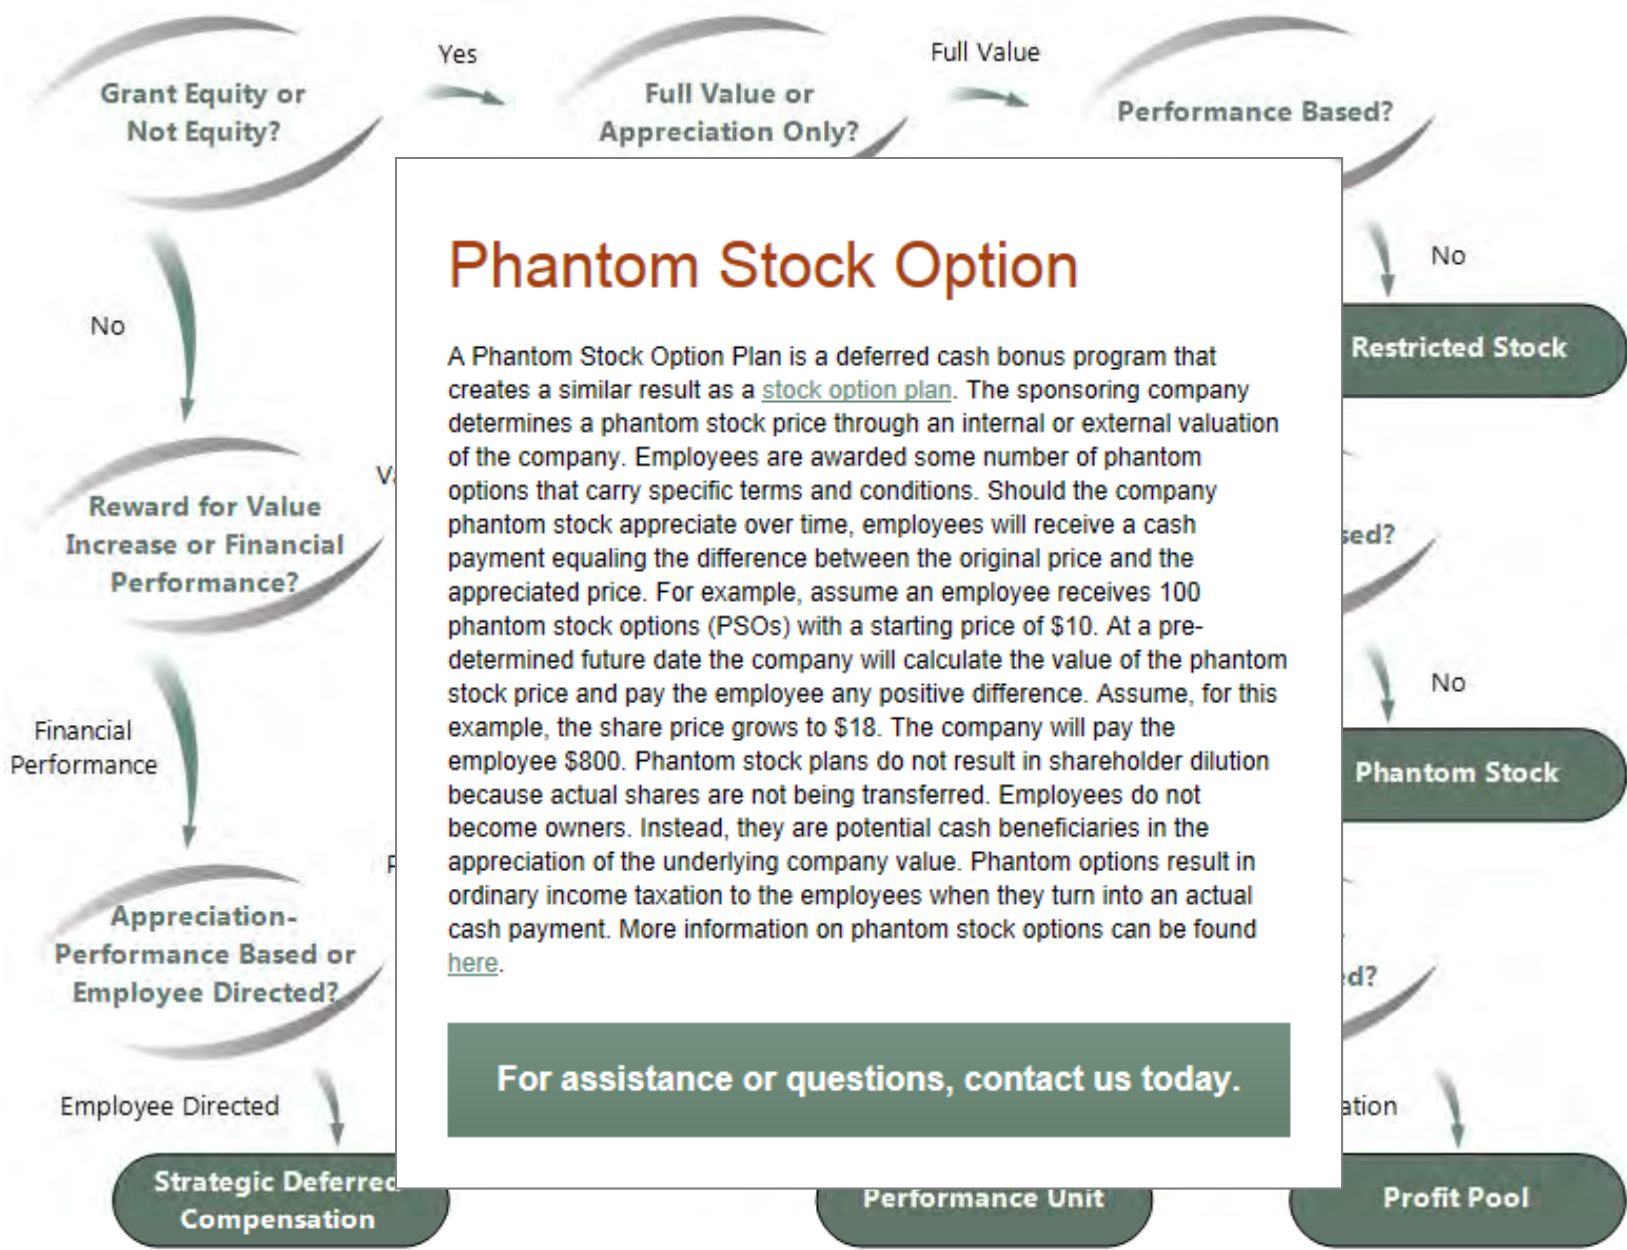 Yes
Full Value
Grant Equity or
Not Equity?
Full Value or
Appreciation Only?
Performance Based?
No
Restricted Stock
No
Reward for Value
Increase or Financial
Performance?
No
Phantom Stock
Financial
Performance
Appreciation-
Performance Based or
Employee Directed?
Employee Directed
Strategic Deferred
Compensation
Performance Unit
Profit Pool
Phantom Stock Option
A Phantom Stock Option Plan is a deferred cash bonus program that
creates a similar result as a stock option plan. The sponsoring company
determines a phantom stock price through an internal or external valuation
of the company. Employees are awarded some number of phantom
options that carry specific terms and conditions. Should the company
phantom stock appreciate over time, employees will receive a cash
payment equaling the difference between the original price and the
appreciated price. For example, assume an employee receives 100
phantom stock options (PSOs) with a starting price of $10. At a pre-
determined future date the company will calculate the value of the phantom
stock price and pay the employee any positive difference. Assume, for this
example, the share price grows to $18. The company will pay the
employee $800. Phantom stock plans do not result in shareholder dilution
because actual shares are not being transferred. Employees do not
become owners. Instead, they are potential cash beneficiaries in the
appreciation of the underlying company value. Phantom options result in
ordinary income taxation to the employees when they turn into an actual
cash payment. More information on phantom stock options can be found
here.
For assistance or questions, contact us today.